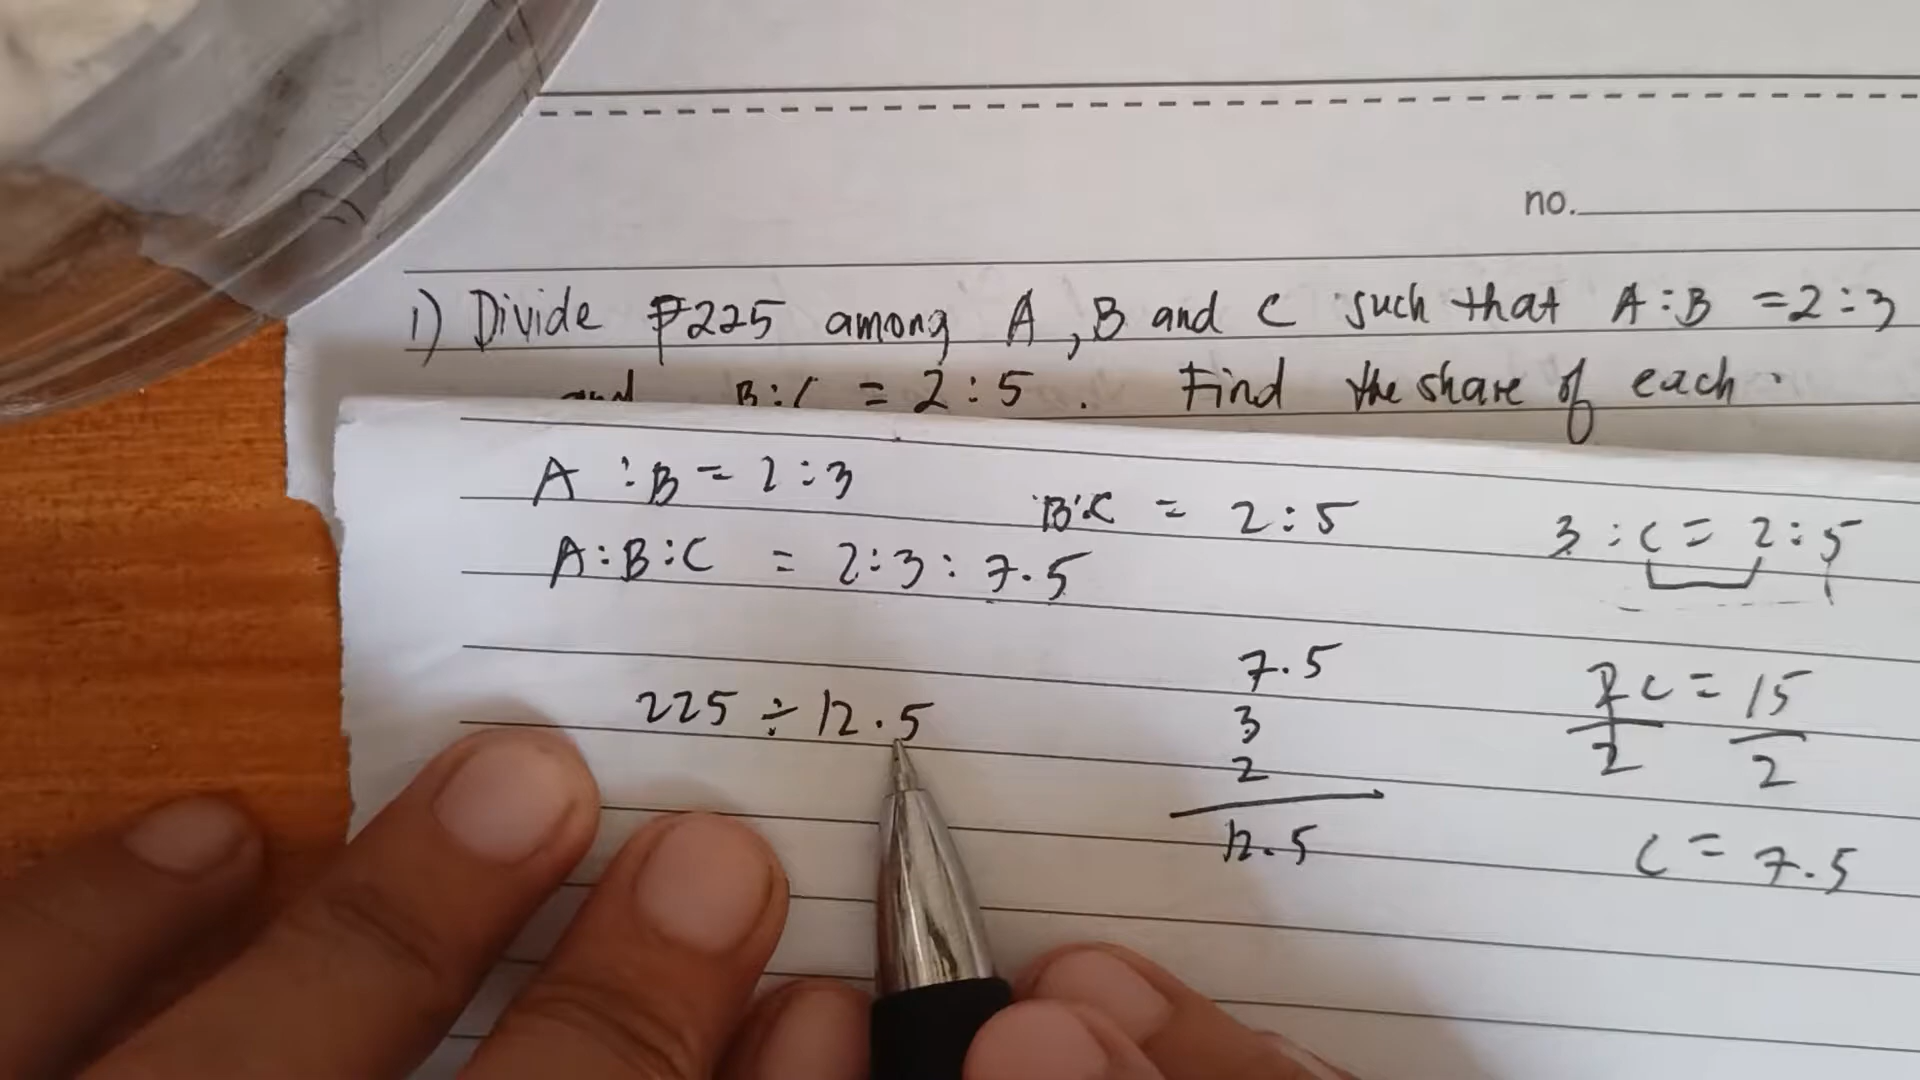 no.
1) Divide ₱225 among A, B and C such that A:B = 2:3
and B:C = 2:5. Find the share of each.
A:B = 2:3
B:C = 2:5
3:C = 2:5
A:B:C = 2:3:7.5
225 ÷ 12.5
7.5
3
2
12.5
2C = 15
2 2
C = 7.5